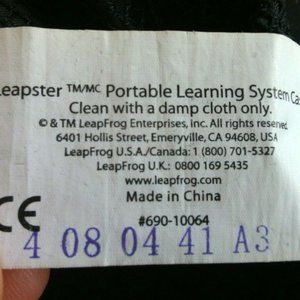 Leapster TM/MC Portable Learning System
Clean with a damp cloth only.
© & TM LeapFrog Enterprises, inc. All rights reserved.
6401 Hollis Street, Emeryville, CA 94608, USA
LeapFrog U.S.A./Canada: 1 (800) 701-5327
LeapFrog U.K.: 0800 169 5435
www.leapfrog.com
Made in China
CE
#690-10064
4 08 04 41 A3